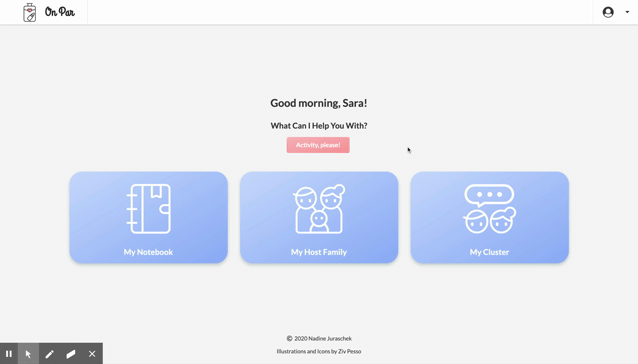 On Par
Good morning, Sara!
What Can I Help You With?
Activity, please!
My Notebook
My Host Family
My Cluster
© 2020 Nadine Juraschek
Illustrations and Icons by Ziv Pesso